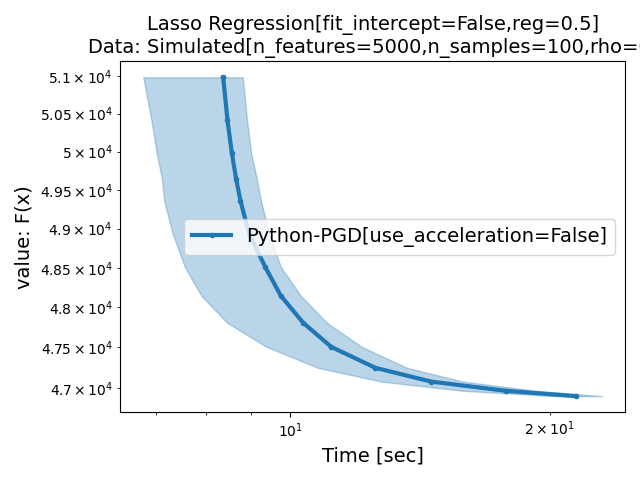 Lasso Regression[fit_intercept=False,reg=0.5]
Data: Simulated[n_features=5000,n_samples=100,rho=
5.1 × 10⁴
5.05 × 10⁴
5 × 10⁴
4.95 × 10⁴
4.9 × 10⁴
4.85 × 10⁴
4.8 × 10⁴
4.75 × 10⁴
4.7 × 10⁴
value: F(x)
Python-PGD[use_acceleration=False]
10¹
2 × 10¹
Time [sec]